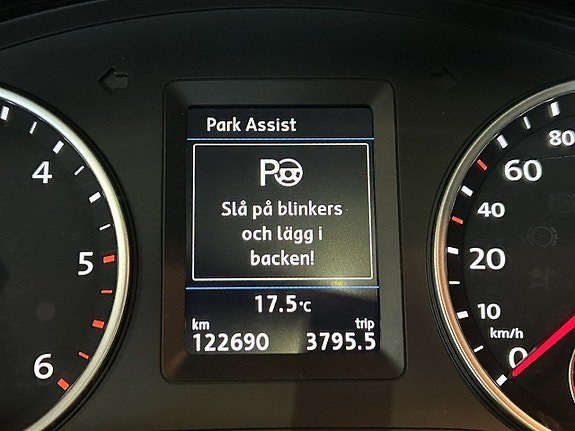 Park Assist
P
Slå på blinkers
och lägg i
backen!
17.5°C
km trip
122690 3795.5
4
5
6
80
60
40
20
10
km/h
0